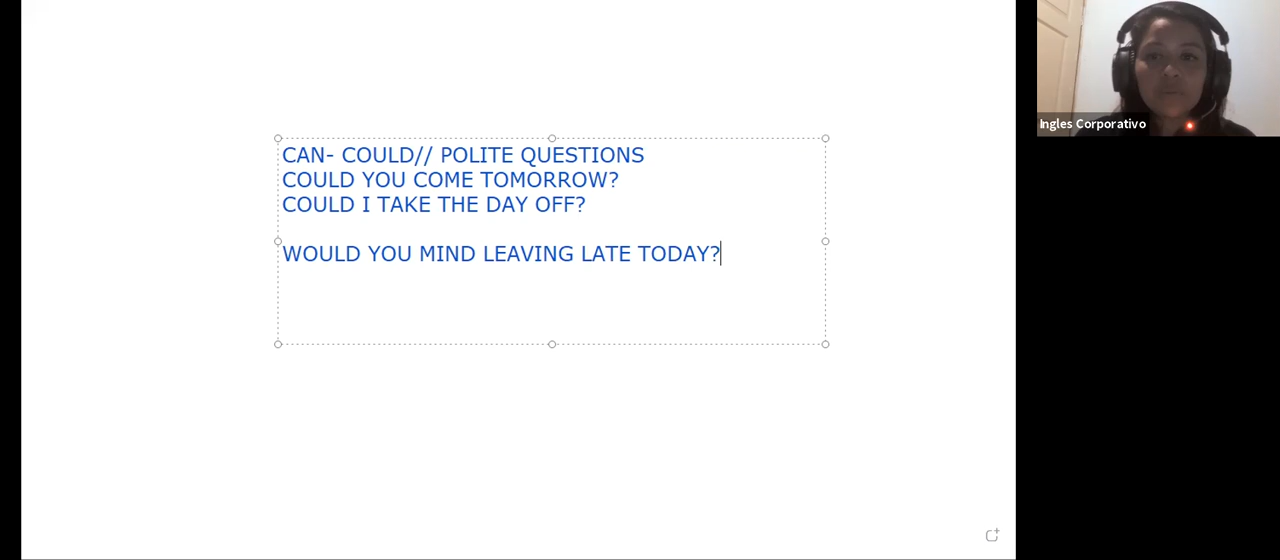 CAN- COULD// POLITE QUESTIONS
COULD YOU COME TOMORROW?
COULD I TAKE THE DAY OFF?
WOULD YOU MIND LEAVING LATE TODAY?
Ingles Corporativo